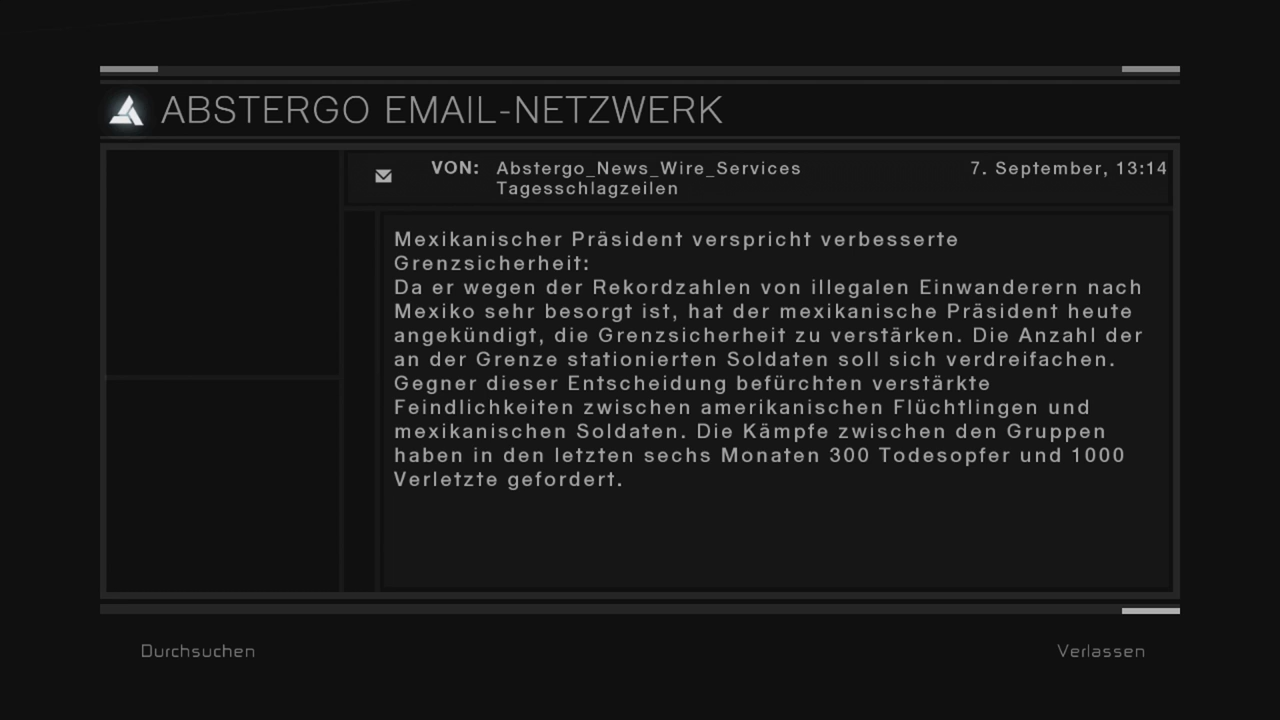 ABSTERGO EMAIL-NETZWERK
VON: Abstergo_News_Wire_Services 7. September, 13:14
Tagesschlagzeilen
Mexikanischer Präsident verspricht verbesserte
Grenzsicherheit:
Da er wegen der Rekordzahlen von illegalen Einwanderern nach
Mexiko sehr besorgt ist, hat der mexikanische Präsident heute
angekündigt, die Grenzsicherheit zu verstärken. Die Anzahl der
an der Grenze stationierten Soldaten soll sich verdreifachen.
Gegner dieser Entscheidung befürchten verstärkte
Feindlichkeiten zwischen amerikanischen Flüchtlingen und
mexikanischen Soldaten. Die Kämpfe zwischen den Gruppen
haben in den letzten sechs Monaten 300 Todesopfer und 1000
Verletzte gefordert.
Durchsuchen Verlassen